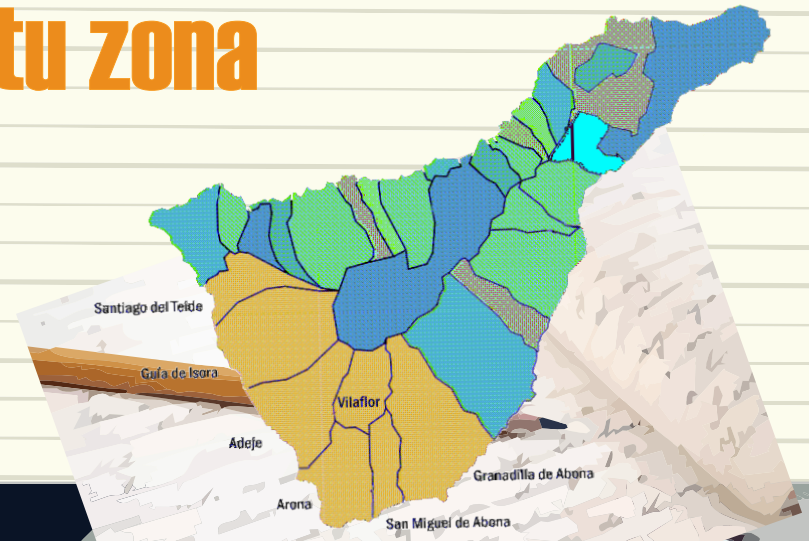 tu zona
Santiago del Teide
Guía de Isora
Vilaflor
Adeje
Granadilla de Abona
Arona
San Miguel de Abona